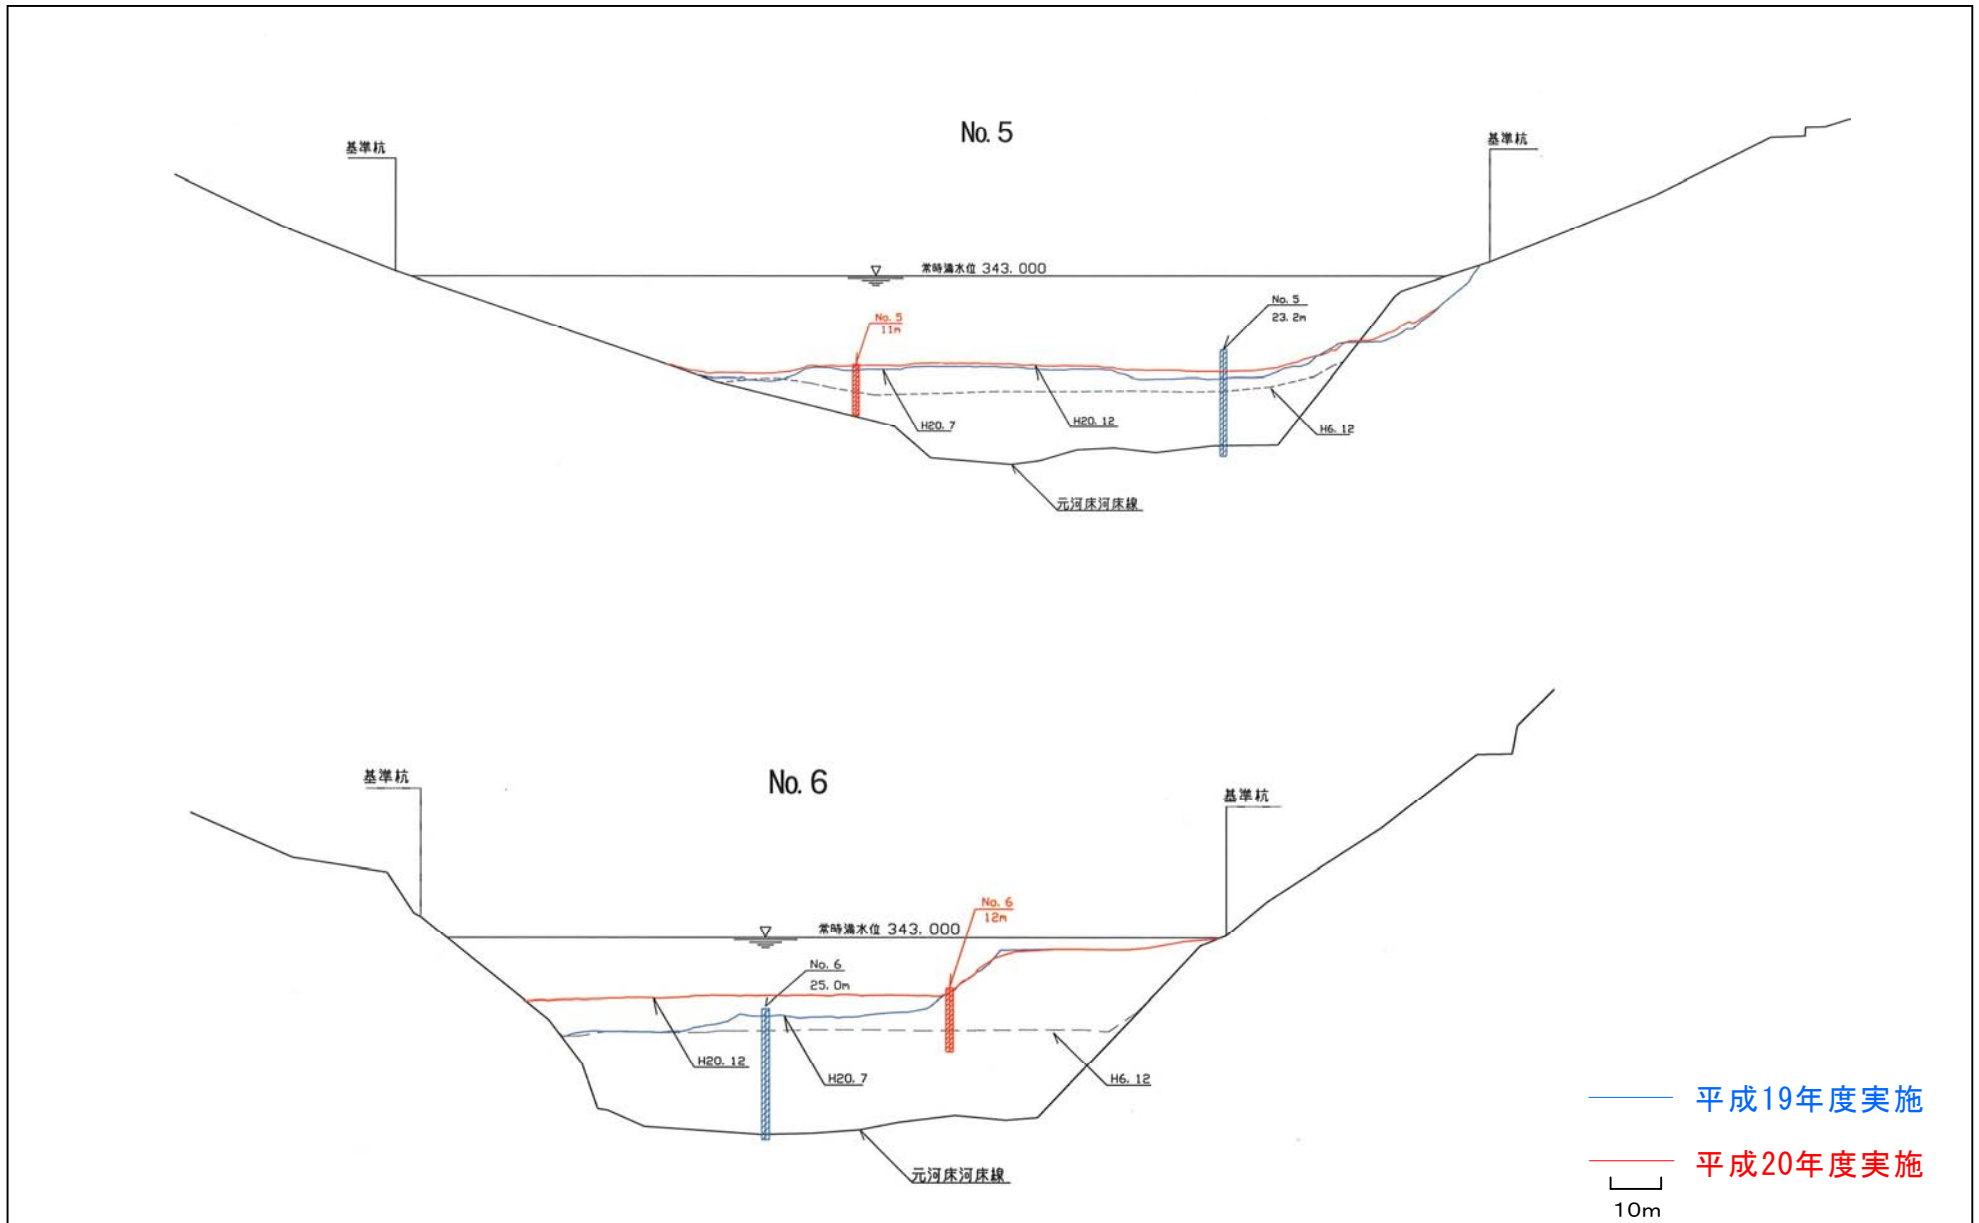 No. 5
基準杭
基準杭
常時満水位 343. 000
No. 5
23. 2m
No. 5
11m
H20. 7
H20. 12
H6. 12
元河床河床線
No. 6
基準杭
基準杭
常時満水位 343. 000
No. 6
12m
No. 6
25. 0m
H20. 12
H20. 7
H6. 12
元河床河床線
平成19年度実施
平成20年度実施
10m